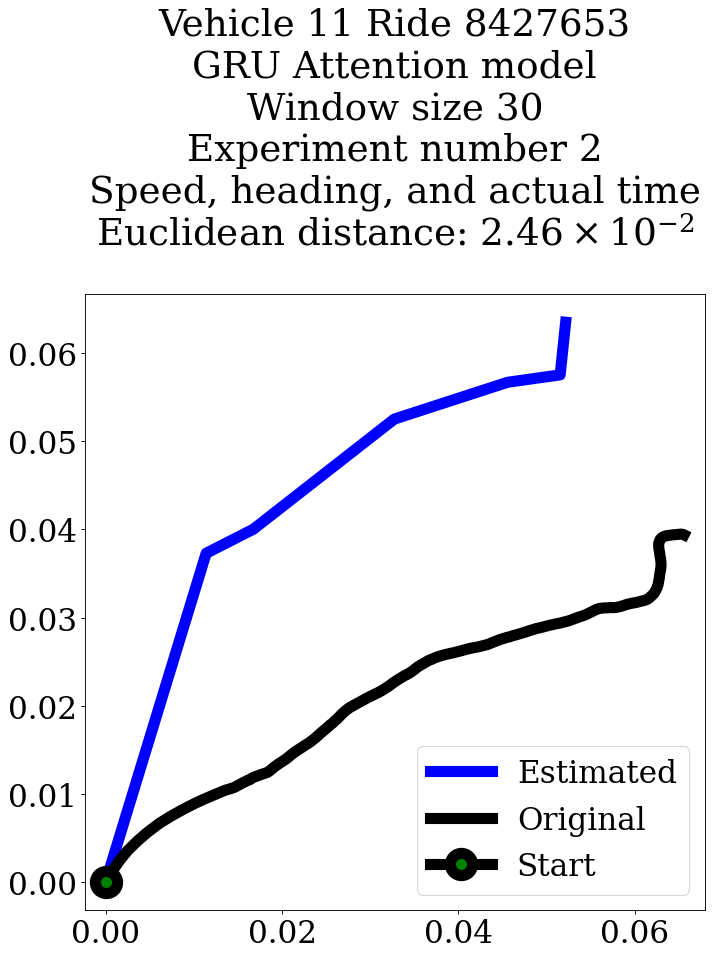 Vehicle 11 Ride 8427653
GRU Attention model
Window size 30
Experiment number 2
Speed, heading, and actual time
Euclidean distance: 2.46 × 10⁻²
0.06
0.05
0.04
0.03
0.02
0.01
0.00
Estimated
Original
Start
0.00 0.02 0.04 0.06